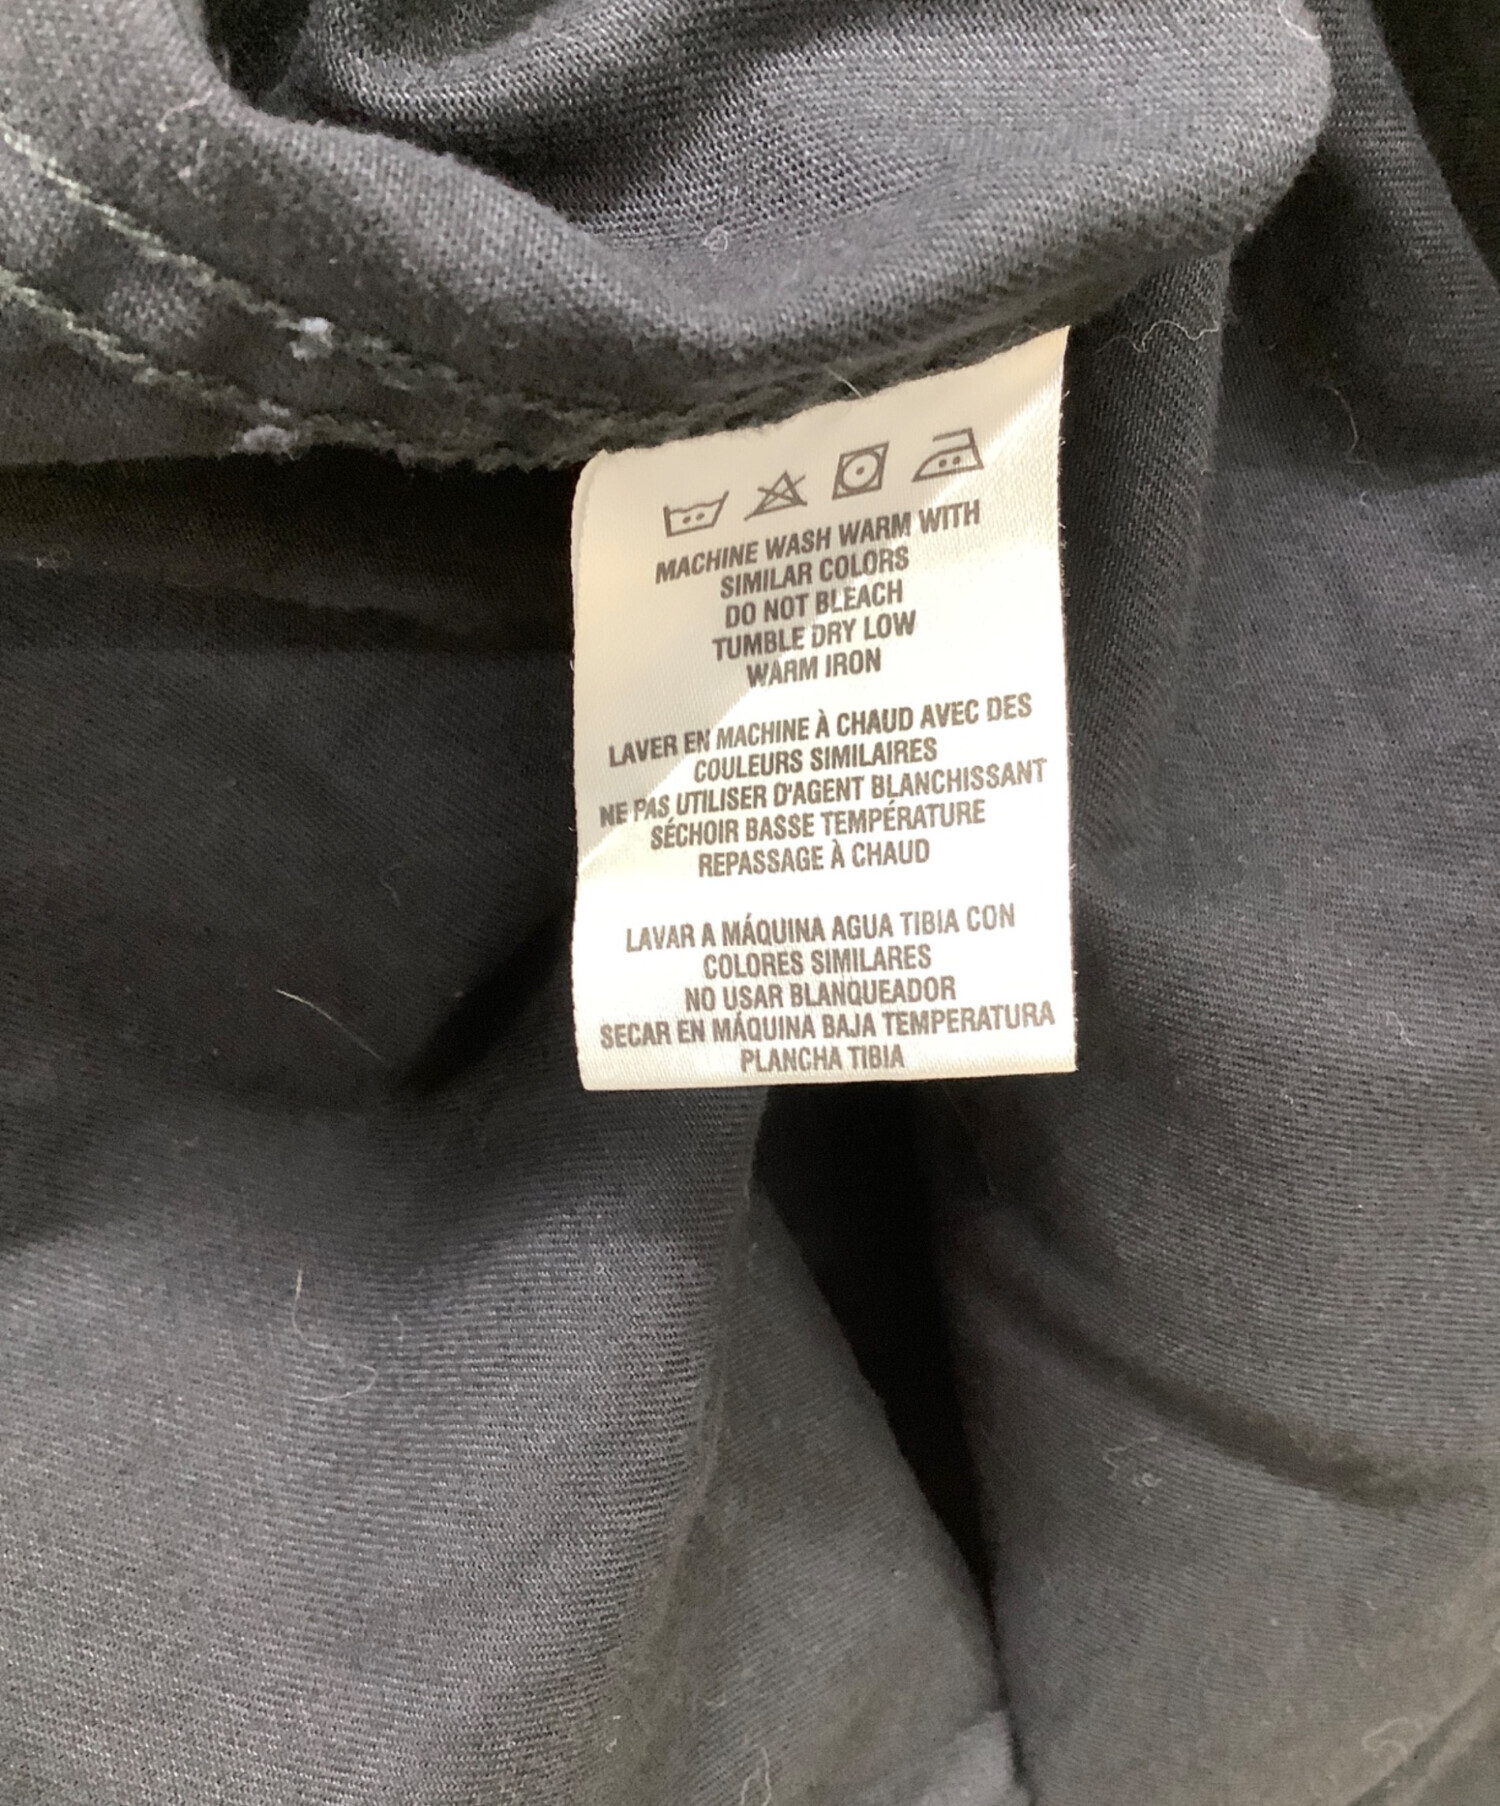 MACHINE WASH WARM WITH
SIMILAR COLORS
DO NOT BLEACH
TUMBLE DRY LOW
WARM IRON
LAVER EN MACHINE À CHAUD AVEC DES
COULEURS SIMILAIRES
NE PAS UTILISER D'AGENT BLANCHISSANT
SÉCHOIR BASSE TEMPÉRATURE
REPASSAGE À CHAUD
LAVAR A MÁQUINA AGUA TIBIA CON
COLORES SIMILARES
NO USAR BLANQUEADOR
SECAR EN MÁQUINA BAJA TEMPERATURA
PLANCHA TIBIA